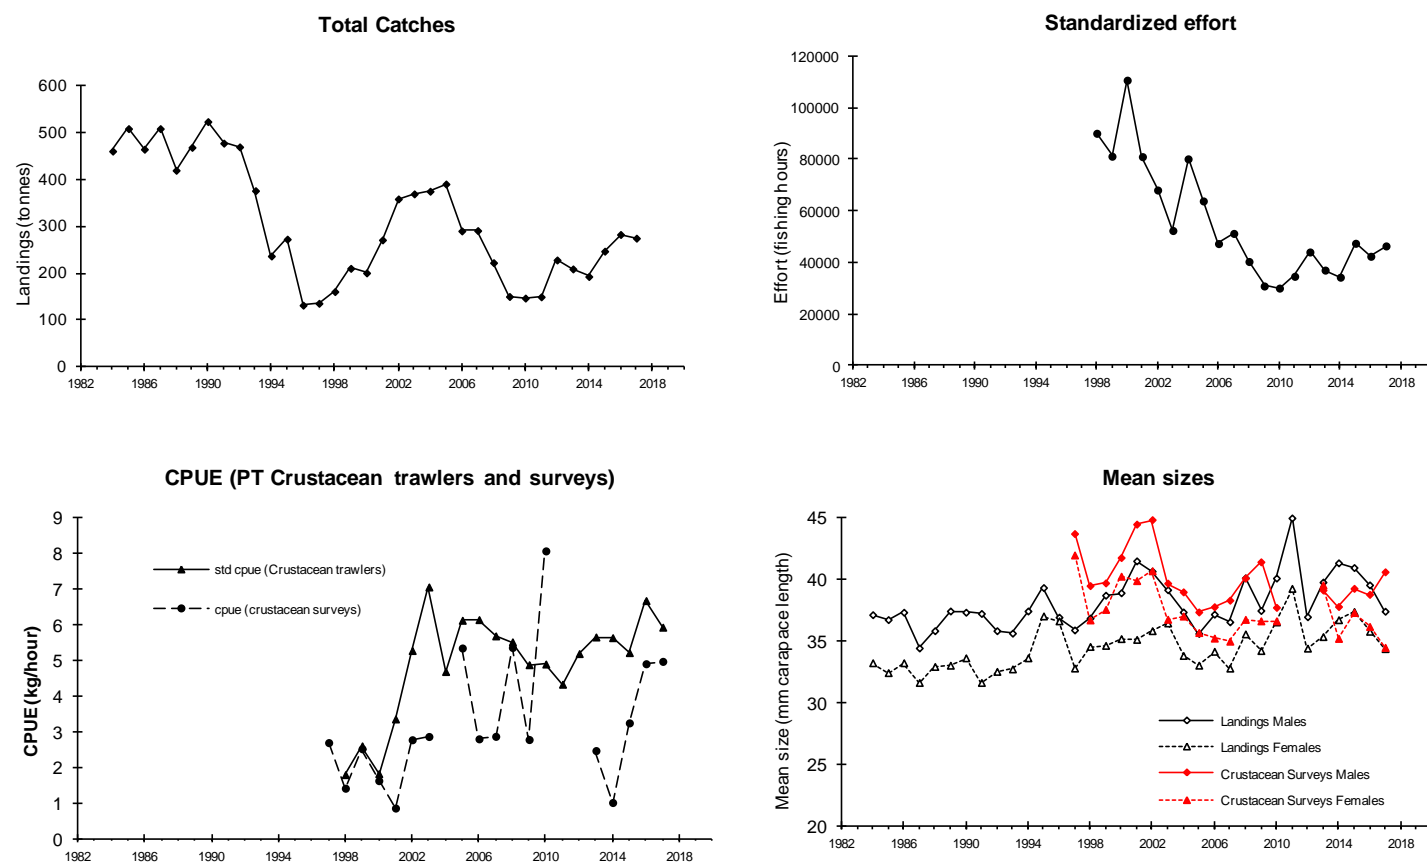 Total Catches
600
500
400
300
200
100
0
Landings (tonnes)
1982 1986 1990 1994 1998 2002 2006 2010 2014 2018
Standardized effort
120000
100000
80000
60000
40000
20000
0
Effort (fishing hours)
1982 1986 1990 1994 1998 2002 2006 2010 2014 2018
CPUE (PT Crustacean trawlers and surveys)
9
8
7
6
5
4
3
2
1
0
CPUE (kg/hour)
std cpue (Crustacean trawlers)
cpue (crustacean surveys)
1982 1986 1990 1994 1998 2002 2006 2010 2014 2018
Mean sizes
45
40
35
30
25
20
Mean size (mm carapace length)
Landings Males
Landings Females
Crustacean Surveys Males
Crustacean Surveys Females
1982 1986 1990 1994 1998 2002 2006 2010 2014 2018